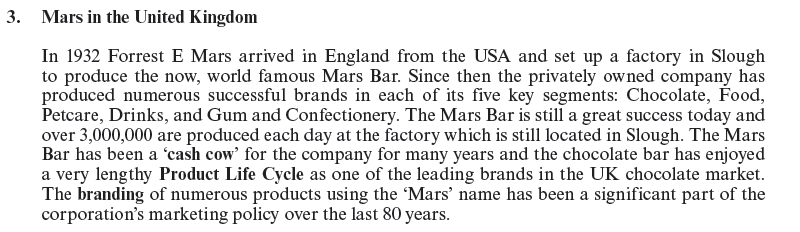 3. Mars in the United Kingdom
In 1932 Forrest E Mars arrived in England from the USA and set up a factory in Slough
to produce the now, world famous Mars Bar. Since then the privately owned company has
produced numerous successful brands in each of its five key segments: Chocolate, Food,
Petcare, Drinks, and Gum and Confectionery. The Mars Bar is still a great success today and
over 3,000,000 are produced each day at the factory which is still located in Slough. The Mars
Bar has been a ‘cash cow’ for the company for many years and the chocolate bar has enjoyed
a very lengthy Product Life Cycle as one of the leading brands in the UK chocolate market.
The branding of numerous products using the ‘Mars’ name has been a significant part of the
corporation’s marketing policy over the last 80 years.